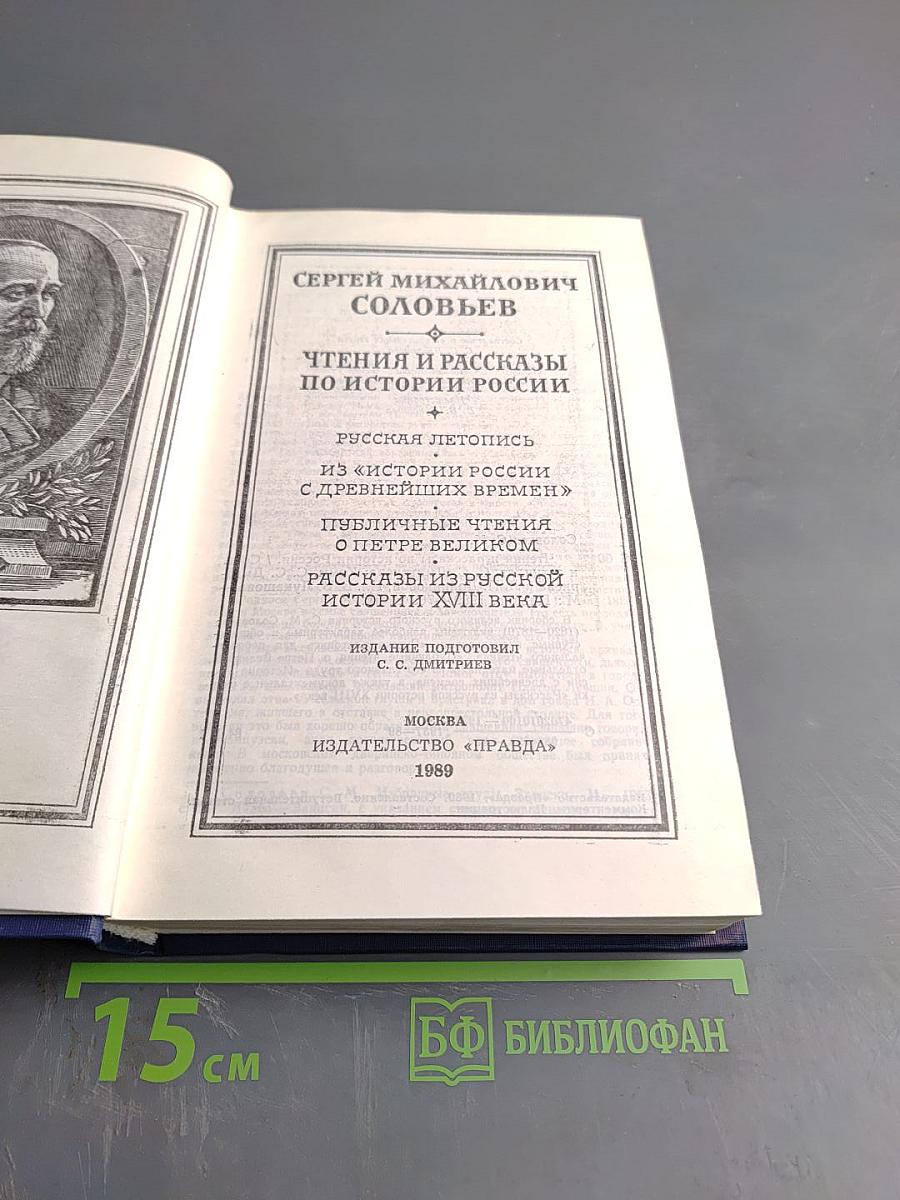 СЕРГЕЙ МИХАЙЛОВИЧ
СОЛОВЬЕВ
ЧТЕНИЯ И РАССКАЗЫ
ПО ИСТОРИИ РОССИИ
РУССКАЯ ЛЕТОПИСЬ
ИЗ «ИСТОРИИ РОССИИ
С ДРЕВНЕЙШИХ ВРЕМЕН»
ПУБЛИЧНЫЕ ЧТЕНИЯ
О ПЕТРЕ ВЕЛИКОМ
РАССКАЗЫ ИЗ РУССКОЙ
ИСТОРИИ XVIII ВЕКА
ИЗДАНИЕ ПОДГОТОВИЛ
С. С. ДМИТРИЕВ
МОСКВА
ИЗДАТЕЛЬСТВО «ПРАВДА»
1989
15 см
БФ БИБЛИОФАН